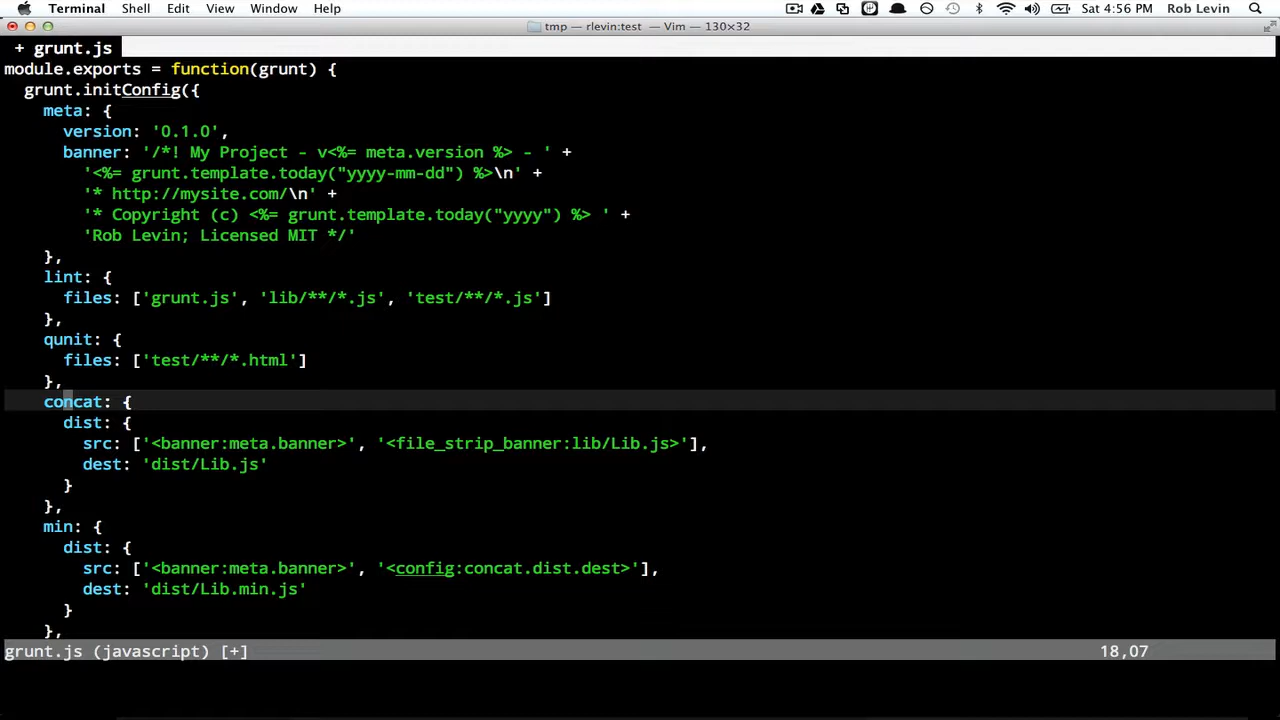 Terminal Shell Edit View Window Help Sat 4:56 PM Rob Levin
tmp — rlevin:test — Vim — 130×32
+ grunt.js
module.exports = function(grunt) {
  grunt.initConfig({
    meta: {
      version: '0.1.0',
      banner: '/*! My Project - v<%= meta.version %> - ' +
        '<%= grunt.template.today("yyyy-mm-dd") %>\n' +
        '* http://mysite.com/\n' +
        '* Copyright (c) <%= grunt.template.today("yyyy") %> ' +
        'Rob Levin; Licensed MIT */'
    },
    lint: {
      files: ['grunt.js', 'lib/**/*.js', 'test/**/*.js']
    },
    qunit: {
      files: ['test/**/*.html']
    },
    concat: {
      dist: {
        src: ['<banner:meta.banner>', '<file_strip_banner:lib/Lib.js>'],
        dest: 'dist/Lib.js'
      }
    },
    min: {
      dist: {
        src: ['<banner:meta.banner>', '<config:concat.dist.dest>'],
        dest: 'dist/Lib.min.js'
      }
    },
grunt.js (javascript) [+] 18,07